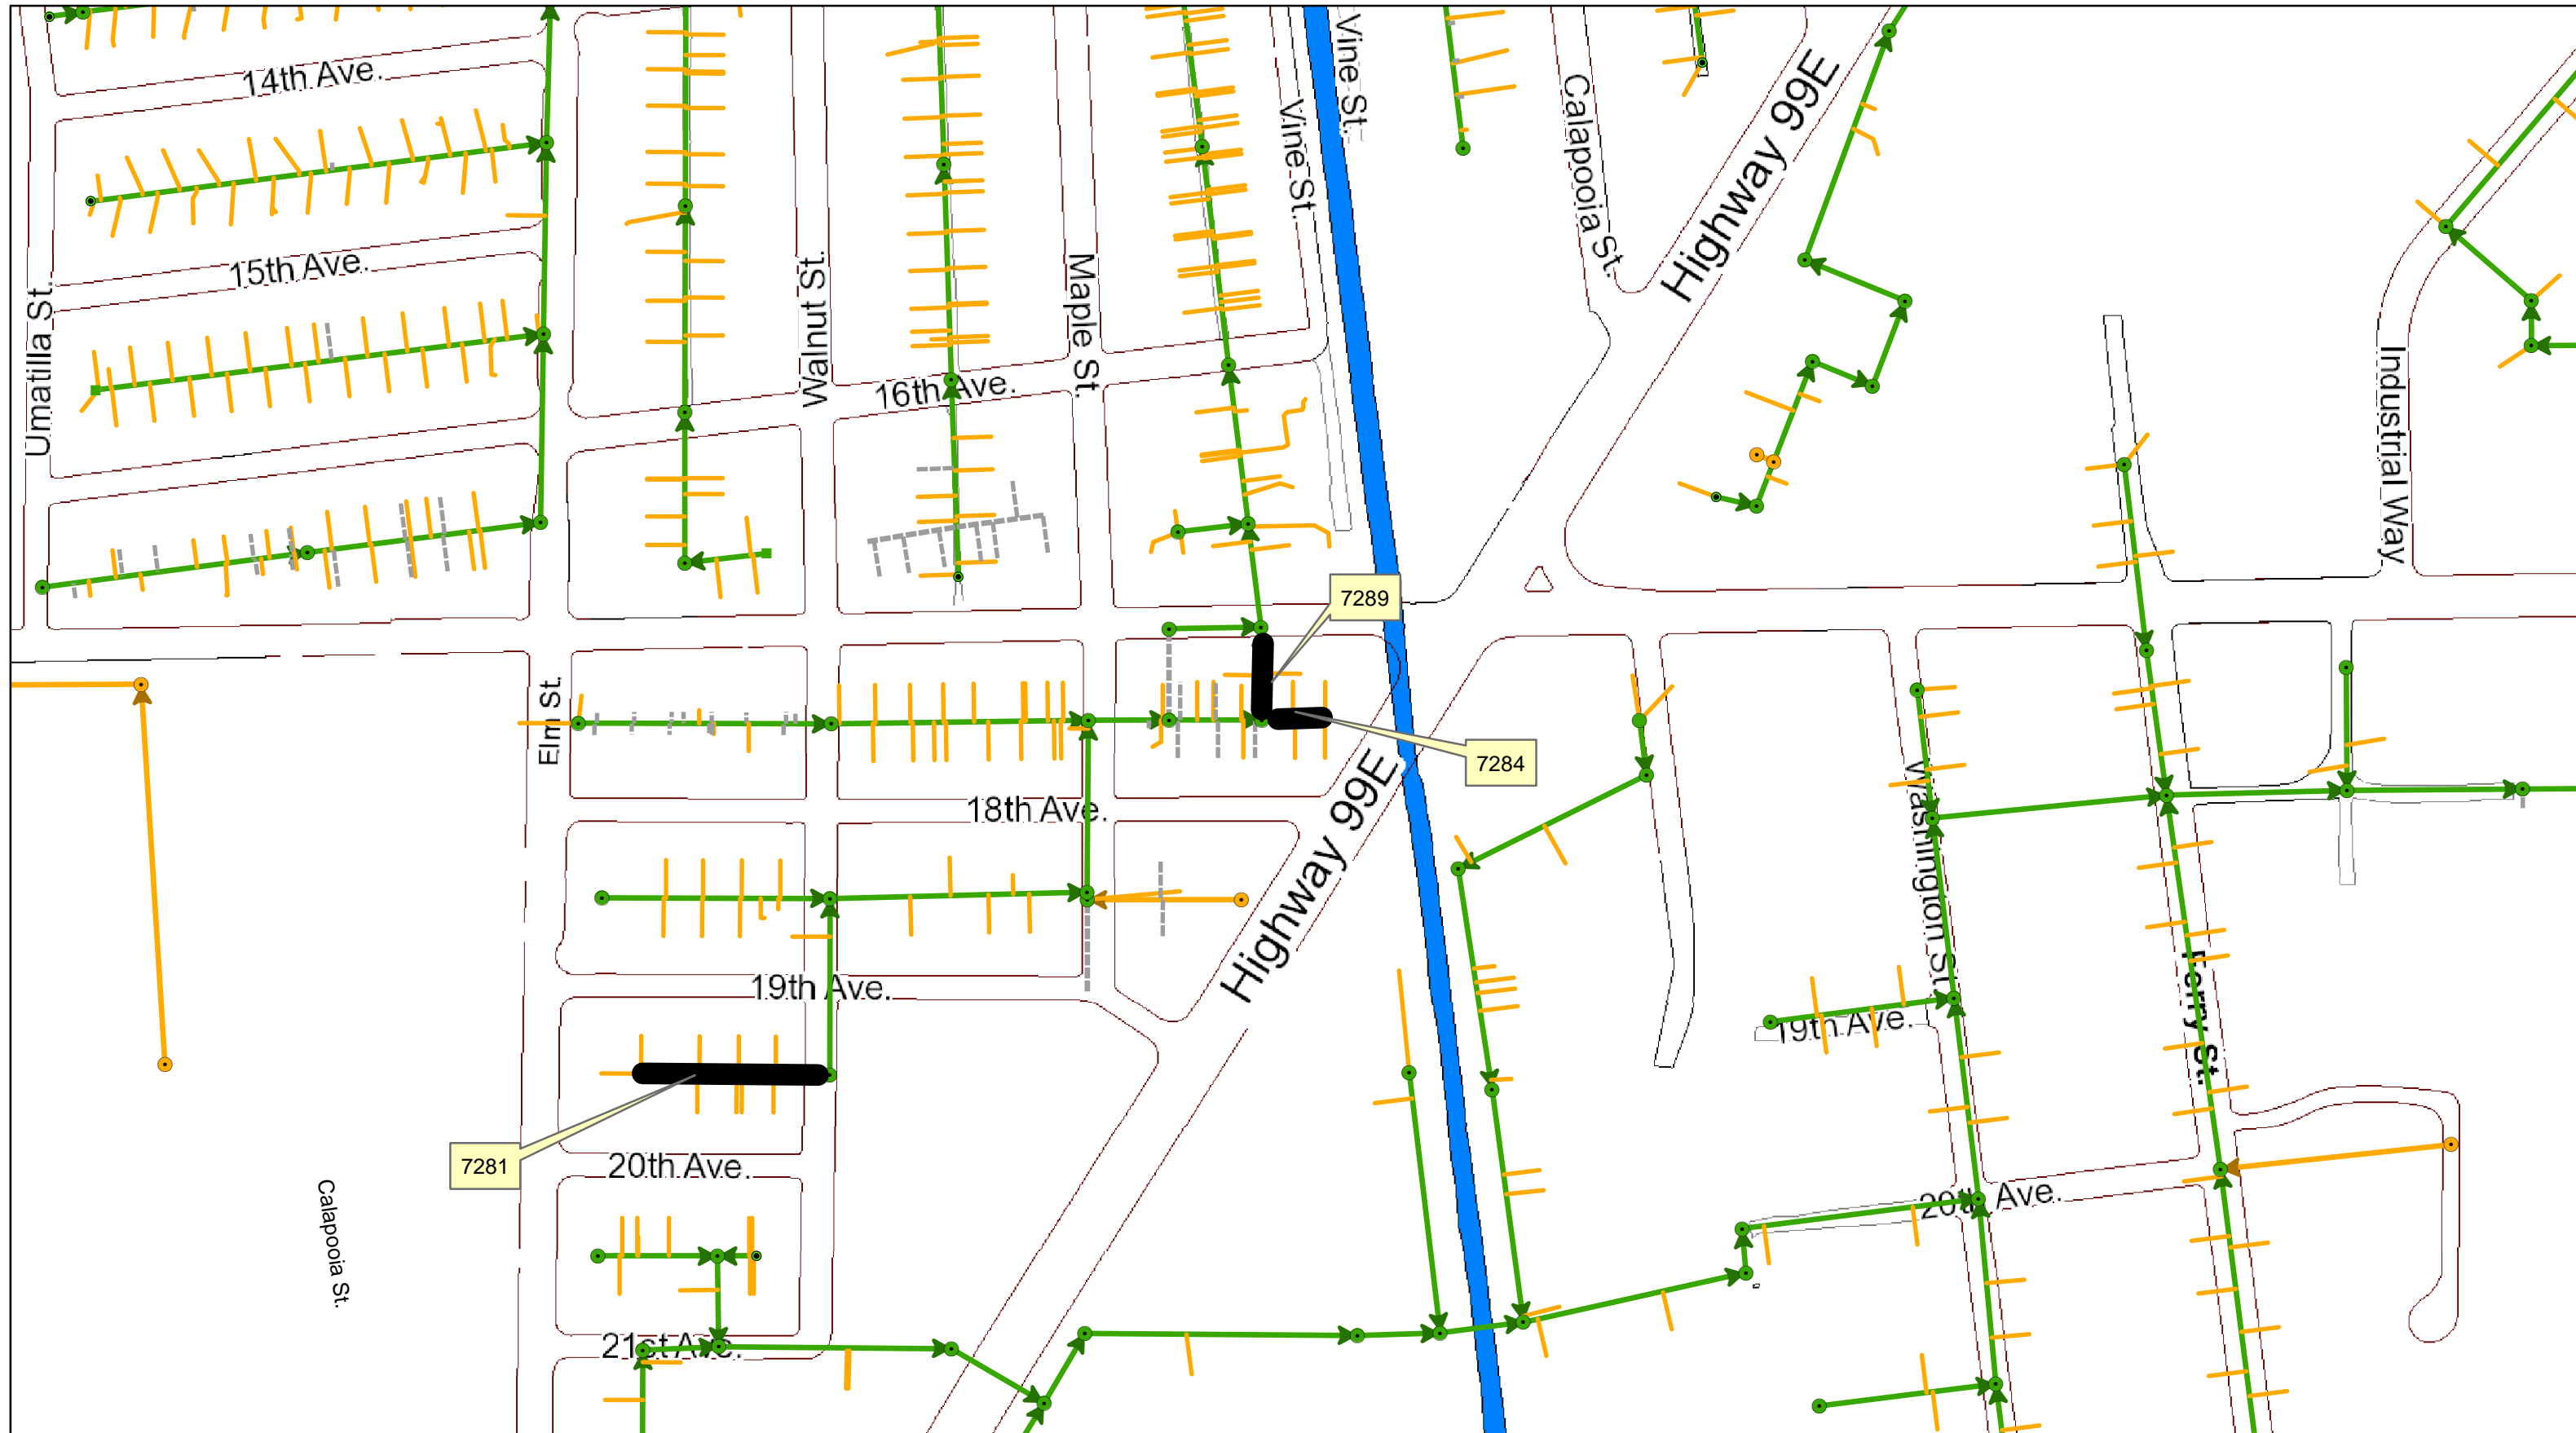 14th Ave.
Vine St.
Calapooia St.
Highway 99E
Vine St.
15th Ave.
Umatilla St.
Walnut St.
Maple St.
16th Ave.
Industrial Way
7289
Elm St.
7284
18th Ave.
Highway 99E
Washington St.
19th Ave.
19th Ave.
Ferry St.
7281
20th Ave.
20th Ave.
Calapooia St.
21st Ave.